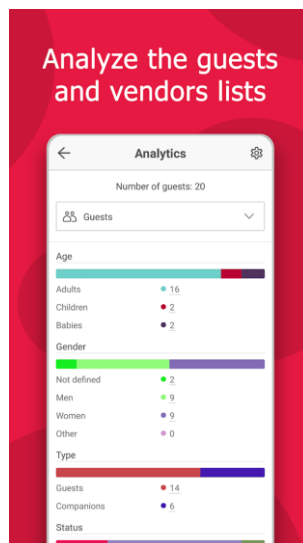 Analyze the guests
and vendors lists
Analytics
Number of guests: 20
Guests
Age
Adults 16
Children 2
Babies 2
Gender
Not defined 2
Men 9
Women 9
Other 0
Type
Guests 14
Companions 6
Status